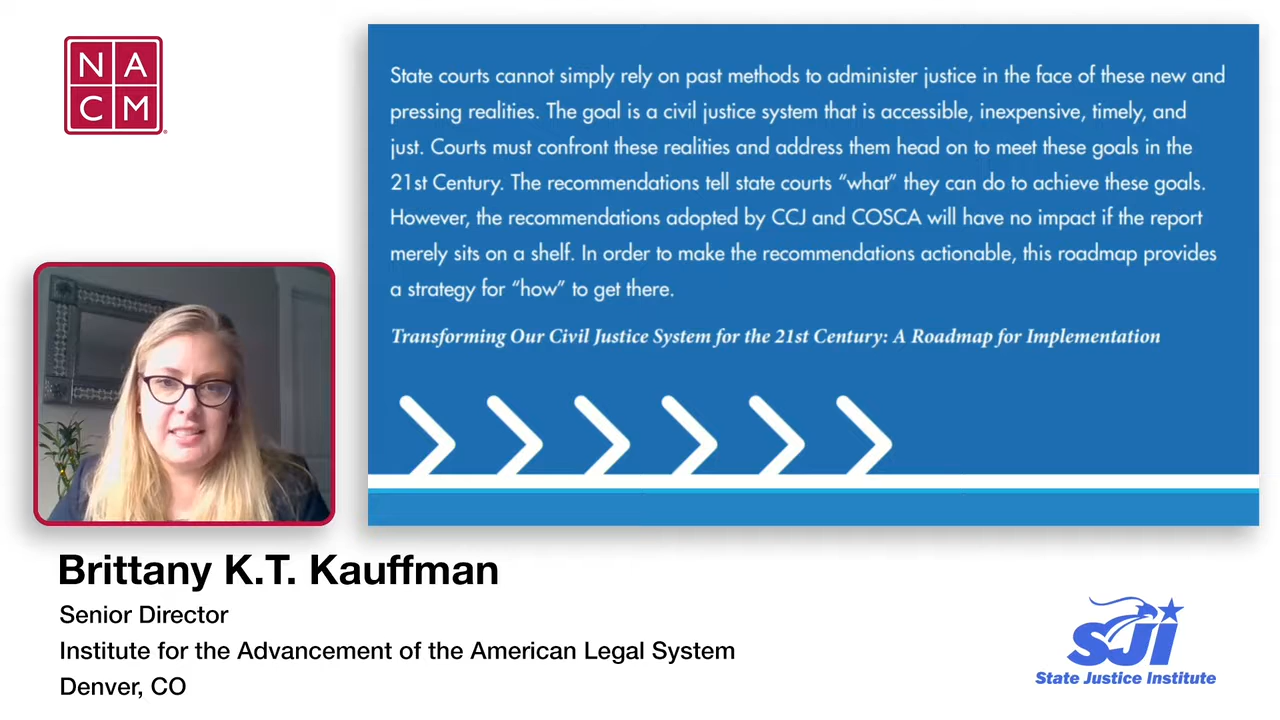 NA
CM
State courts cannot simply rely on past methods to administer justice in the face of these new and
pressing realities. The goal is a civil justice system that is accessible, inexpensive, timely, and
just. Courts must confront these realities and address them head on to meet these goals in the
21st Century. The recommendations tell state courts “what” they can do to achieve these goals.
However, the recommendations adopted by CCJ and COSCA will have no impact if the report
merely sits on a shelf. In order to make the recommendations actionable, this roadmap provides
a strategy for “how” to get there.
Transforming Our Civil Justice System for the 21st Century: A Roadmap for Implementation
Brittany K.T. Kauffman
Senior Director
Institute for the Advancement of the American Legal System
Denver, CO
SJI
State Justice Institute